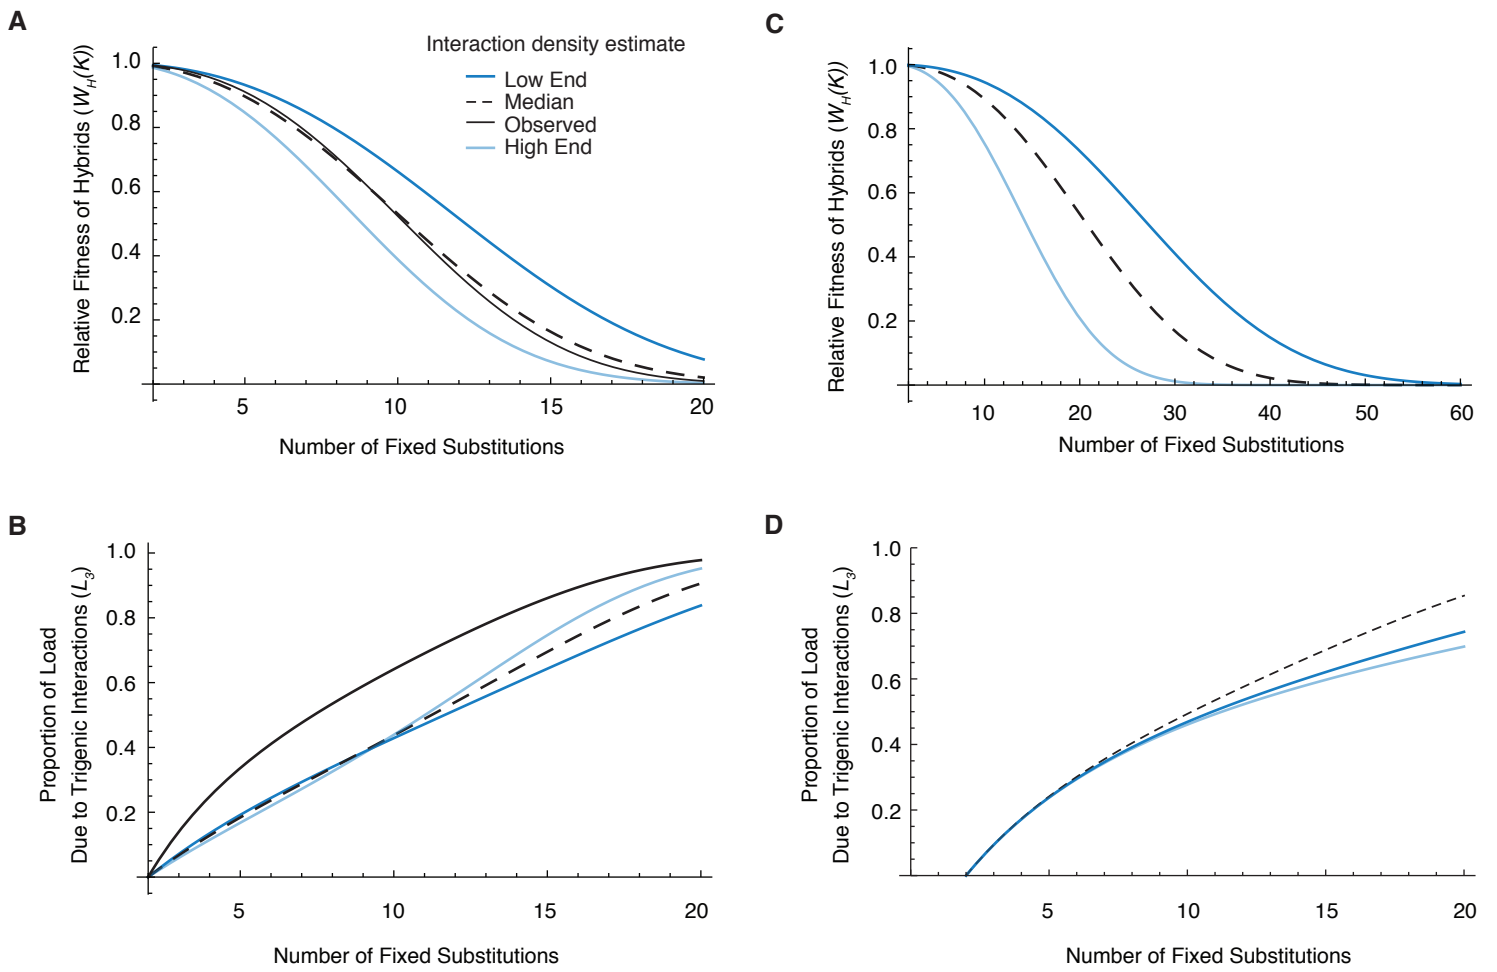 A
Interaction density estimate
Low End
Median
Observed
High End
Relative Fitness of Hybrids (W_H(K))
1.0
0.8
0.6
0.4
0.2
5
10
15
20
Number of Fixed Substitutions
C
Relative Fitness of Hybrids (W_H(K))
1.0
0.8
0.6
0.4
0.2
10
20
30
40
50
60
Number of Fixed Substitutions
B
Proportion of Load
Due to Trigenic Interactions (L_3)
1.0
0.8
0.6
0.4
0.2
5
10
15
20
Number of Fixed Substitutions
D
Proportion of Load
Due to Trigenic Interactions (L_3)
1.0
0.8
0.6
0.4
0.2
5
10
15
20
Number of Fixed Substitutions